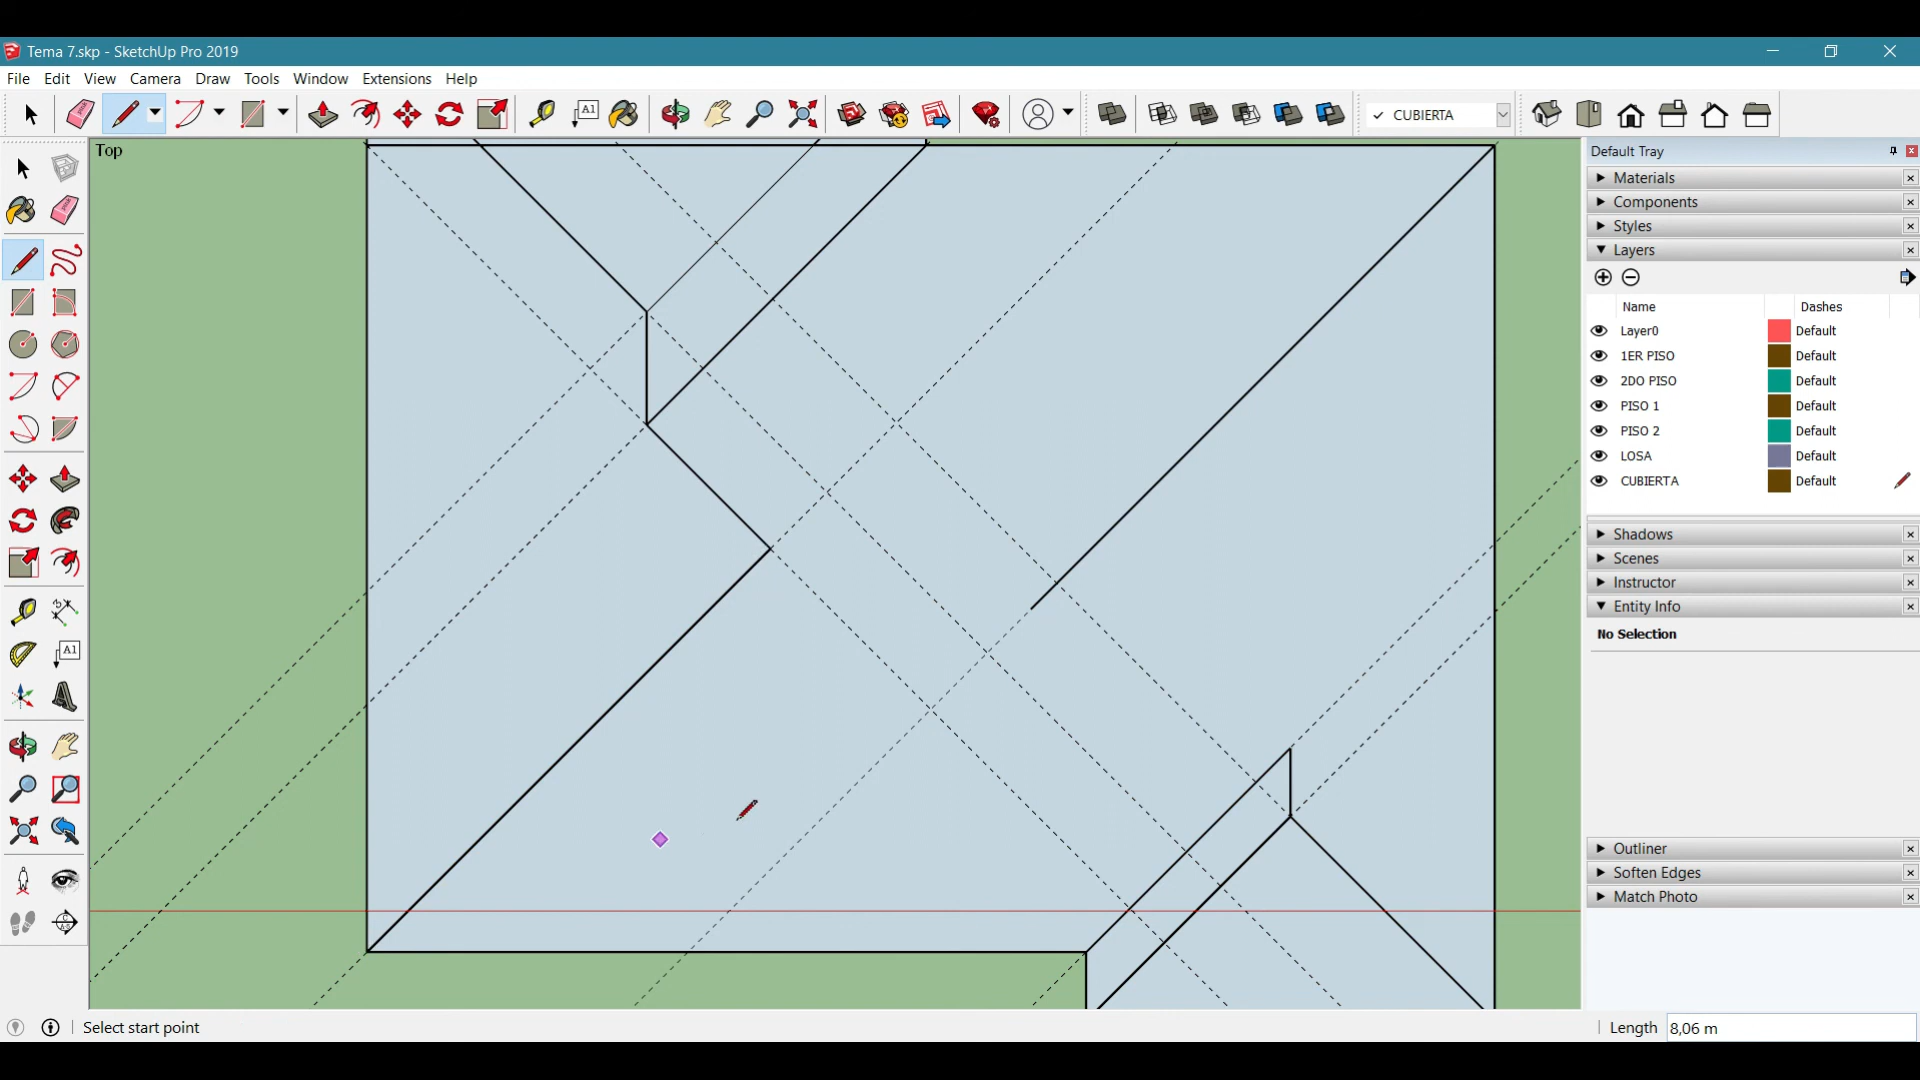 Tema 7.skp - SketchUp Pro 2019
File Edit View Camera Draw Tools Window Extensions Help
A1
CUBIERTA
Top
A1
Default Tray
Materials
Components
Styles
Layers
Name Dashes
Layer0 Default
1ER PISO Default
2DO PISO Default
PISO 1 Default
PISO 2 Default
LOSA Default
CUBIERTA Default
Shadows
Scenes
Instructor
Entity Info
No Selection
Outliner
Soften Edges
Match Photo
Select start point
Length 8,06 m